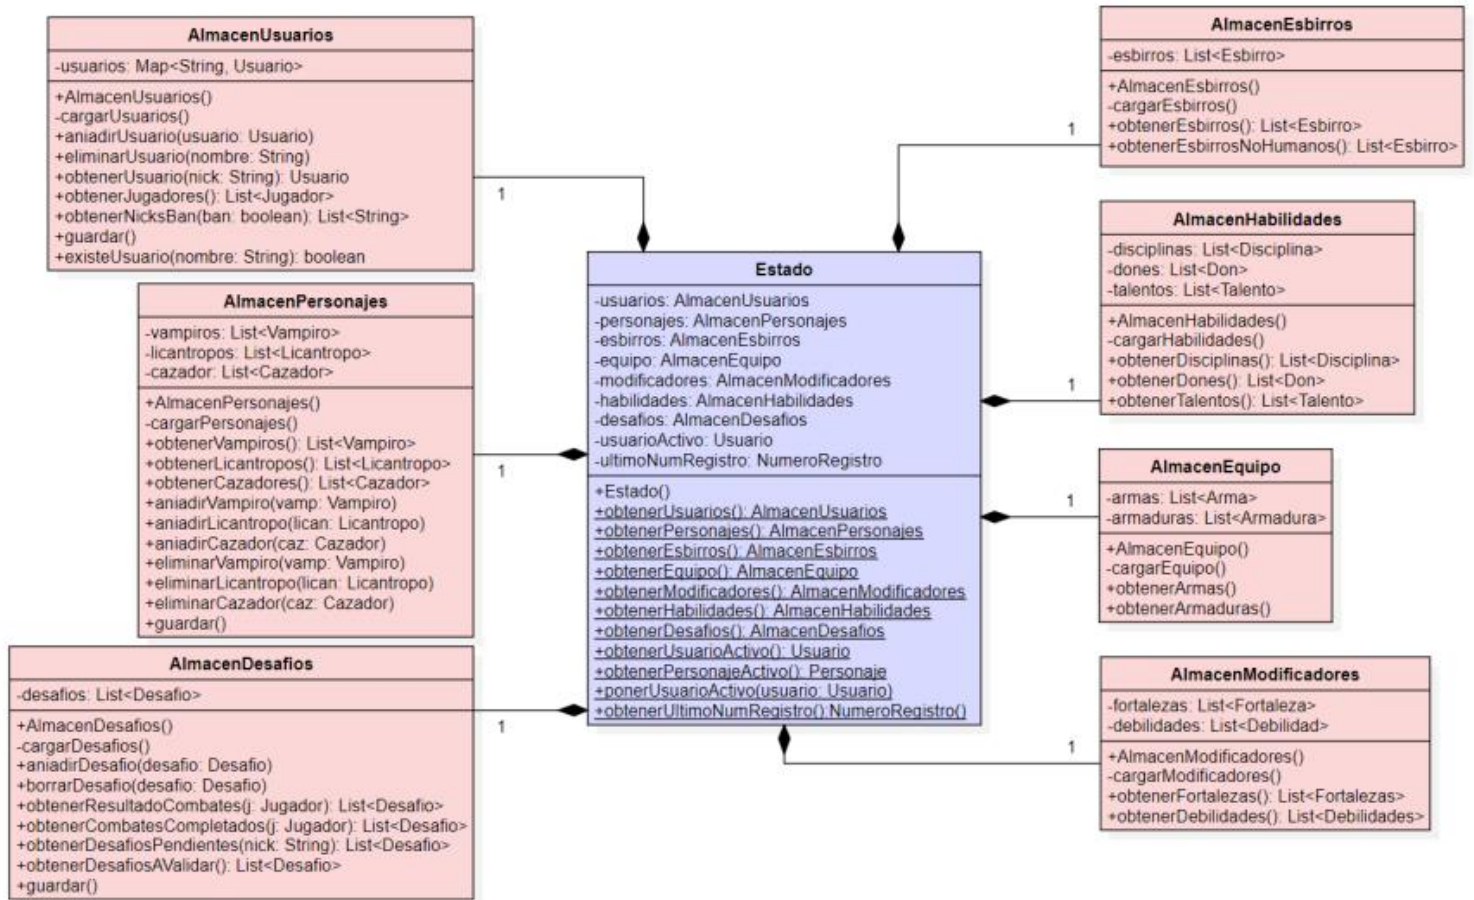 AlmacenUsuarios
-usuarios: Map<String, Usuario>
+AlmacenUsuarios()
-cargarUsuarios()
+aniadirUsuario(usuario: Usuario)
+eliminarUsuario(nombre: String)
+obtenerUsuario(nick: String): Usuario
+obtenerJugadores(): List<Jugador>
+obtenerNicksBan(ban: boolean): List<String>
+guardar()
+existeUsuario(nombre: String): boolean
1
AlmacenPersonajes
-vampiros: List<Vampiro>
-licantropos: List<Licantropo>
-cazador: List<Cazador>
+AlmacenPersonajes()
-cargarPersonajes()
+obtenerVampiros(): List<Vampiro>
+obtenerLicantropos(): List<Licantropo>
+obtenerCazadores(): List<Cazador>
+aniadirVampiro(vamp: Vampiro)
+aniadirLicantropo(lican: Licantropo)
+aniadirCazador(caz: Cazador)
+eliminarVampiro(vamp: Vampiro)
+eliminarLicantropo(lican: Licantropo)
+eliminarCazador(caz: Cazador)
+guardar()
1
AlmacenDesafios
-desafios: List<Desafio>
+AlmacenDesafios()
-cargarDesafios()
+aniadirDesafio(desafio: Desafio)
+borrarDesafio(desafio: Desafio)
+obtenerResultadoCombates(j: Jugador): List<Desafio>
+obtenerCombatesCompletados(j: Jugador): List<Desafio>
+obtenerDesafiosPendientes(nick: String): List<Desafio>
+obtenerDesafiosAValidar(): List<Desafio>
+guardar()
1
Estado
-usuarios: AlmacenUsuarios
-personajes: AlmacenPersonajes
-esbirros: AlmacenEsbirros
-equipo: AlmacenEquipo
-modificadores: AlmacenModificadores
-habilidades: AlmacenHabilidades
-desafios: AlmacenDesafios
-usuarioActivo: Usuario
-ultimoNumRegistro: NumeroRegistro
+Estado()
+obtenerUsuarios(): AlmacenUsuarios
+obtenerPersonajes(): AlmacenPersonajes
+obtenerEsbirros(): AlmacenEsbirros
+obtenerEquipo(): AlmacenEquipo
+obtenerModificadores(): AlmacenModificadores
+obtenerHabilidades(): AlmacenHabilidades
+obtenerDesafios(): AlmacenDesafios
+obtenerUsuarioActivo(): Usuario
+obtenerPersonajeActivo(): Personaje
+ponerUsuarioActivo(usuario: Usuario)
+obtenerUltimoNumRegistro():NumeroRegistro()
AlmacenEsbirros
-esbirros: List<Esbirro>
+AlmacenEsbirros()
-cargarEsbirros()
+obtenerEsbirros(): List<Esbirro>
+obtenerEsbirrosNoHumanos(): List<Esbirro>
1
AlmacenHabilidades
-disciplinas: List<Disciplina>
-dones: List<Don>
-talentos: List<Talento>
+AlmacenHabilidades()
-cargarHabilidades()
+obtenerDisciplinas(): List<Disciplina>
+obtenerDones(): List<Don>
+obtenerTalentos(): List<Talento>
1
AlmacenEquipo
-armas: List<Arma>
-armaduras: List<Armadura>
+AlmacenEquipo()
-cargarEquipo()
+obtenerArmas()
+obtenerArmaduras()
1
AlmacenModificadores
-fortalezas: List<Fortaleza>
-debilidades: List<Debilidad>
+AlmacenModificadores()
-cargarModificadores()
+obtenerFortalezas(): List<Fortalezas>
+obtenerDebilidades(): List<Debilidades>
1